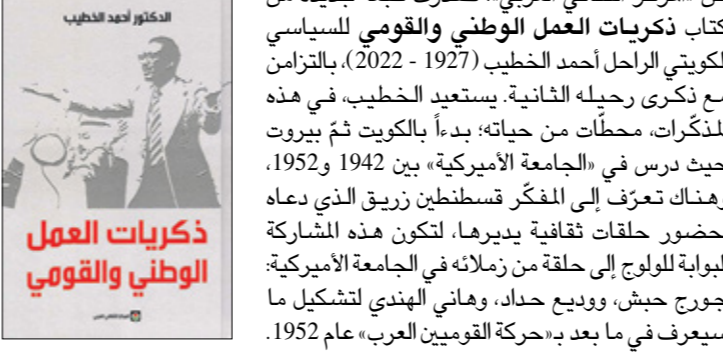 كتاب ذكريات العمل الوطني والقومي للسياسي
لكويتي الراحل أحمد الخطيب (1927 - 2022)، بالتزامن
مع ذكرى رحيله الثانية. يستعيد الخطيب، في هذه
لمذكّرات، محطّات من حياته؛ بدءاً بالكويت ثمّ بيروت
حيث درس في «الجامعة الأميركية» بين 1942 و1952،
وهناك تعرّف إلى المفكّر قسطنطين زريق الذي دعاه
حضور حلقات ثقافية يديرها، لتكون هذه المشاركة
لبوابة للولوج إلى حلقة من زملائه في الجامعة الأميركية:
جورج حبش، ووديع حداد، وهاني الهندي لتشكيل ما
سيعرف في ما بعد بـ«حركة القوميين العرب» عام 1952.
الدكتور أحمد الخطيب
ذكريات العمل
الوطني والقومي